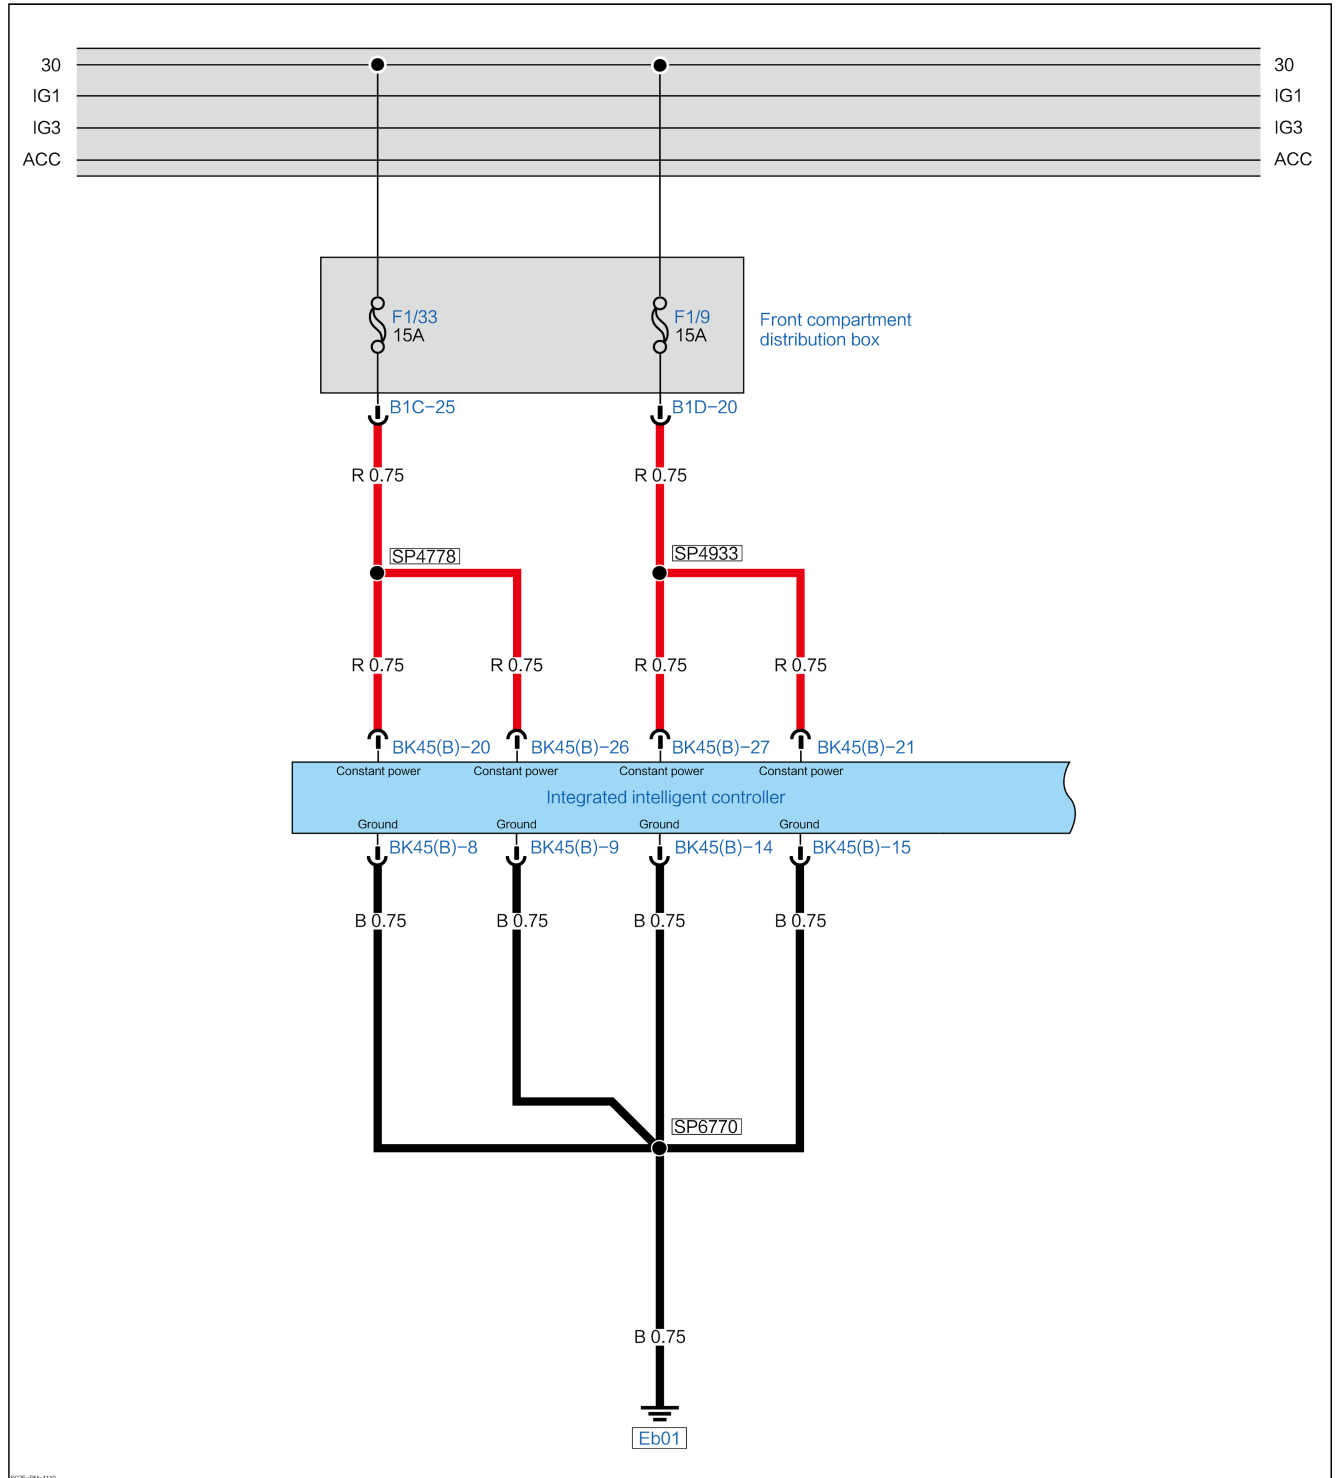 30 30
IG1 IG1
IG3 IG3
ACC ACC
F1/33 F1/9
15A 15A
Front compartment
distribution box
B1C-25 B1D-20
R 0.75 R 0.75
SP4778 SP4933
R 0.75 R 0.75 R 0.75 R 0.75
BK45(B)-20 BK45(B)-26 BK45(B)-27 BK45(B)-21
Constant power Constant power Constant power Constant power
Integrated intelligent controller
Ground Ground Ground Ground
BK45(B)-8 BK45(B)-9 BK45(B)-14 BK45(B)-15
B 0.75 B 0.75 B 0.75 B 0.75
SP6770
B 0.75
Eb01